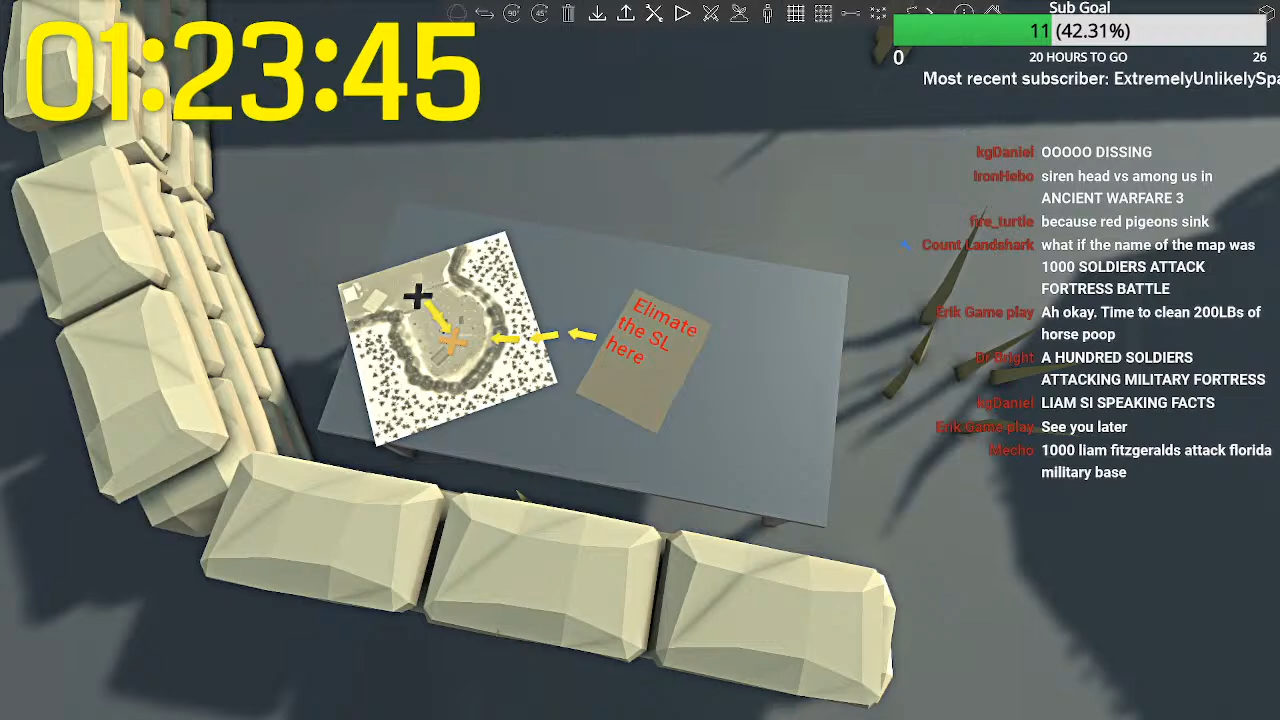 01:23:45
90°
45°
Sub Goal
11 (42.31%)
0
20 HOURS TO GO
26
Most recent subscriber: ExtremelyUnlikelySpa
kgDaniel OOOOO DISSING
IronHebo siren head vs among us in
ANCIENT WARFARE 3
fire_turtle because red pigeons sink
Count Landshark what if the name of the map was
1000 SOLDIERS ATTACK
FORTRESS BATTLE
Erik Game play Ah okay. Time to clean 200LBs of
horse poop
Dr Bright A HUNDRED SOLDIERS
ATTACKING MILITARY FORTRESS
kgDaniel LIAM SI SPEAKING FACTS
Erik Game play See you later
Mecho 1000 liam fitzgeralds attack florida
military base
Elimate
the SL
here